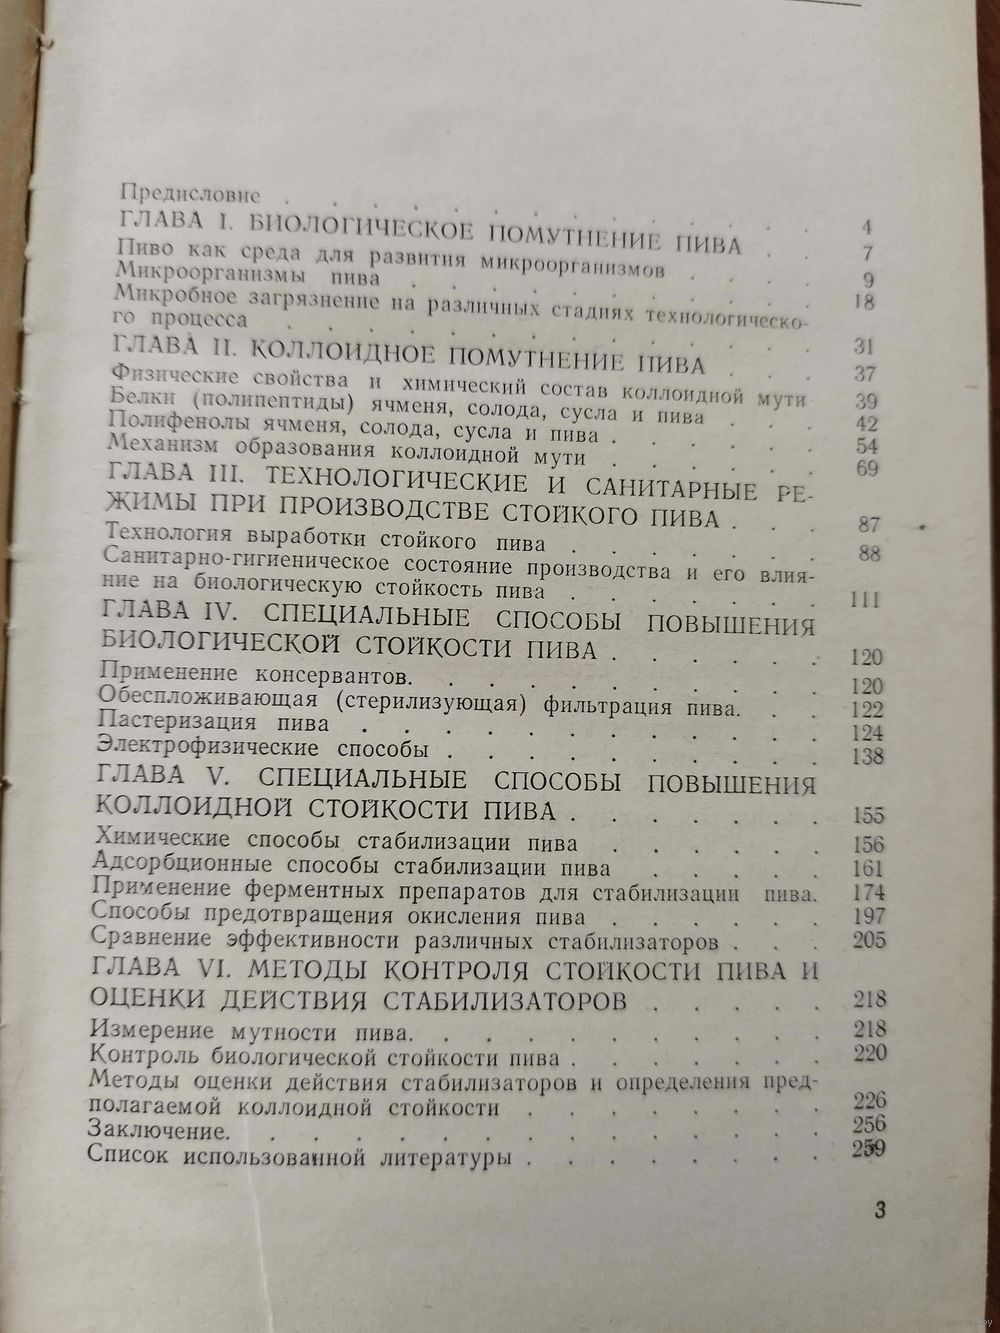 Предисловие . . . . . . . . . . 4
ГЛАВА I. БИОЛОГИЧЕСКОЕ ПОМУТНЕНИЕ ПИВА . . 7
Пиво как среда для развития микроорганизмов . . . . 9
Микроорганизмы пива . . . . . . . . 18
Микробное загрязнение на различных стадиях технологическо-
го процесса . . . . . . . . . . 31
ГЛАВА II. КОЛЛОИДНОЕ ПОМУТНЕНИЕ ПИВА . . . 37
Физические свойства и химический состав коллоидной мути 39
Белки (полипептиды) ячменя, солода, сусла и пива . . . 42
Полифенолы ячменя, солода, сусла и пива . . . . . 54
Механизм образования коллоидной мути . . . . . . 69
ГЛАВА III. ТЕХНОЛОГИЧЕСКИЕ И САНИТАРНЫЕ РЕ-
ЖИМЫ ПРИ ПРОИЗВОДСТВЕ СТОЙКОГО ПИВА . . . 87
Технология выработки стойкого пива . . . . . . . 88
Санитарно-гигиеническое состояние производства и его влия-
ние на биологическую стойкость пива . . . . . . . 111
ГЛАВА IV. СПЕЦИАЛЬНЫЕ СПОСОБЫ ПОВЫШЕНИЯ
БИОЛОГИЧЕСКОЙ СТОЙКОСТИ ПИВА . . . . . . 120
Применение консервантов. . . . . . . . . . 120
Обеспложивающая (стерилизующая) фильтрация пива. . . 122
Пастеризация пива . . . . . . . . . . . 124
Электрофизические способы . . . . . . . . . . 138
ГЛАВА V. СПЕЦИАЛЬНЫЕ СПОСОБЫ ПОВЫШЕНИЯ
КОЛЛОИДНОЙ СТОЙКОСТИ ПИВА . . . . . . . 155
Химические способы стабилизации пива . . . . . . 156
Адсорбционные способы стабилизации пива . . . . . 161
Применение ферментных препаратов для стабилизации пива. 174
Способы предотвращения окисления пива . . . . . . 197
Сравнение эффективности различных стабилизаторов . . . 205
ГЛАВА VI. МЕТОДЫ КОНТРОЛЯ СТОЙКОСТИ ПИВА И
ОЦЕНКИ ДЕЙСТВИЯ СТАБИЛИЗАТОРОВ . . . . . 218
Измерение мутности пива. . . . . . . . . . . 218
Контроль биологической стойкости пива . . . . . . . 220
Методы оценки действия стабилизаторов и определения пред-
полагаемой коллоидной стойкости . . . . . . . . 226
Заключение. . . . . . . . . . . . . . 256
Список использованной литературы . . . . . . . . 259
3